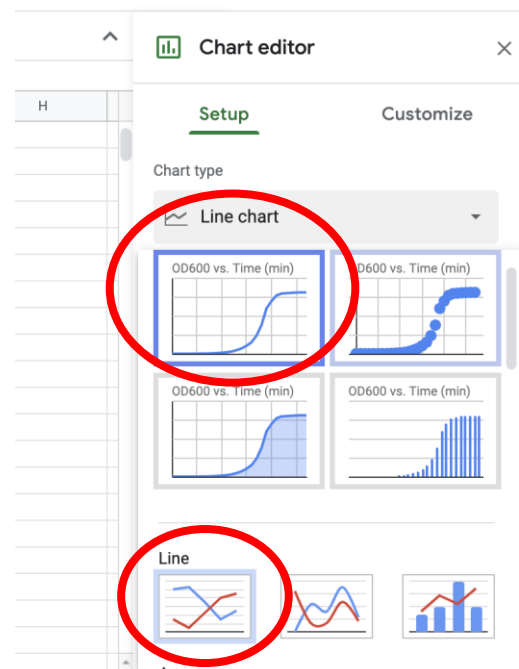 Chart editor
H
Setup Customize
Chart type
Line chart
OD600 vs. Time (min) OD600 vs. Time (min)
OD600 vs. Time (min) OD600 vs. Time (min)
Line